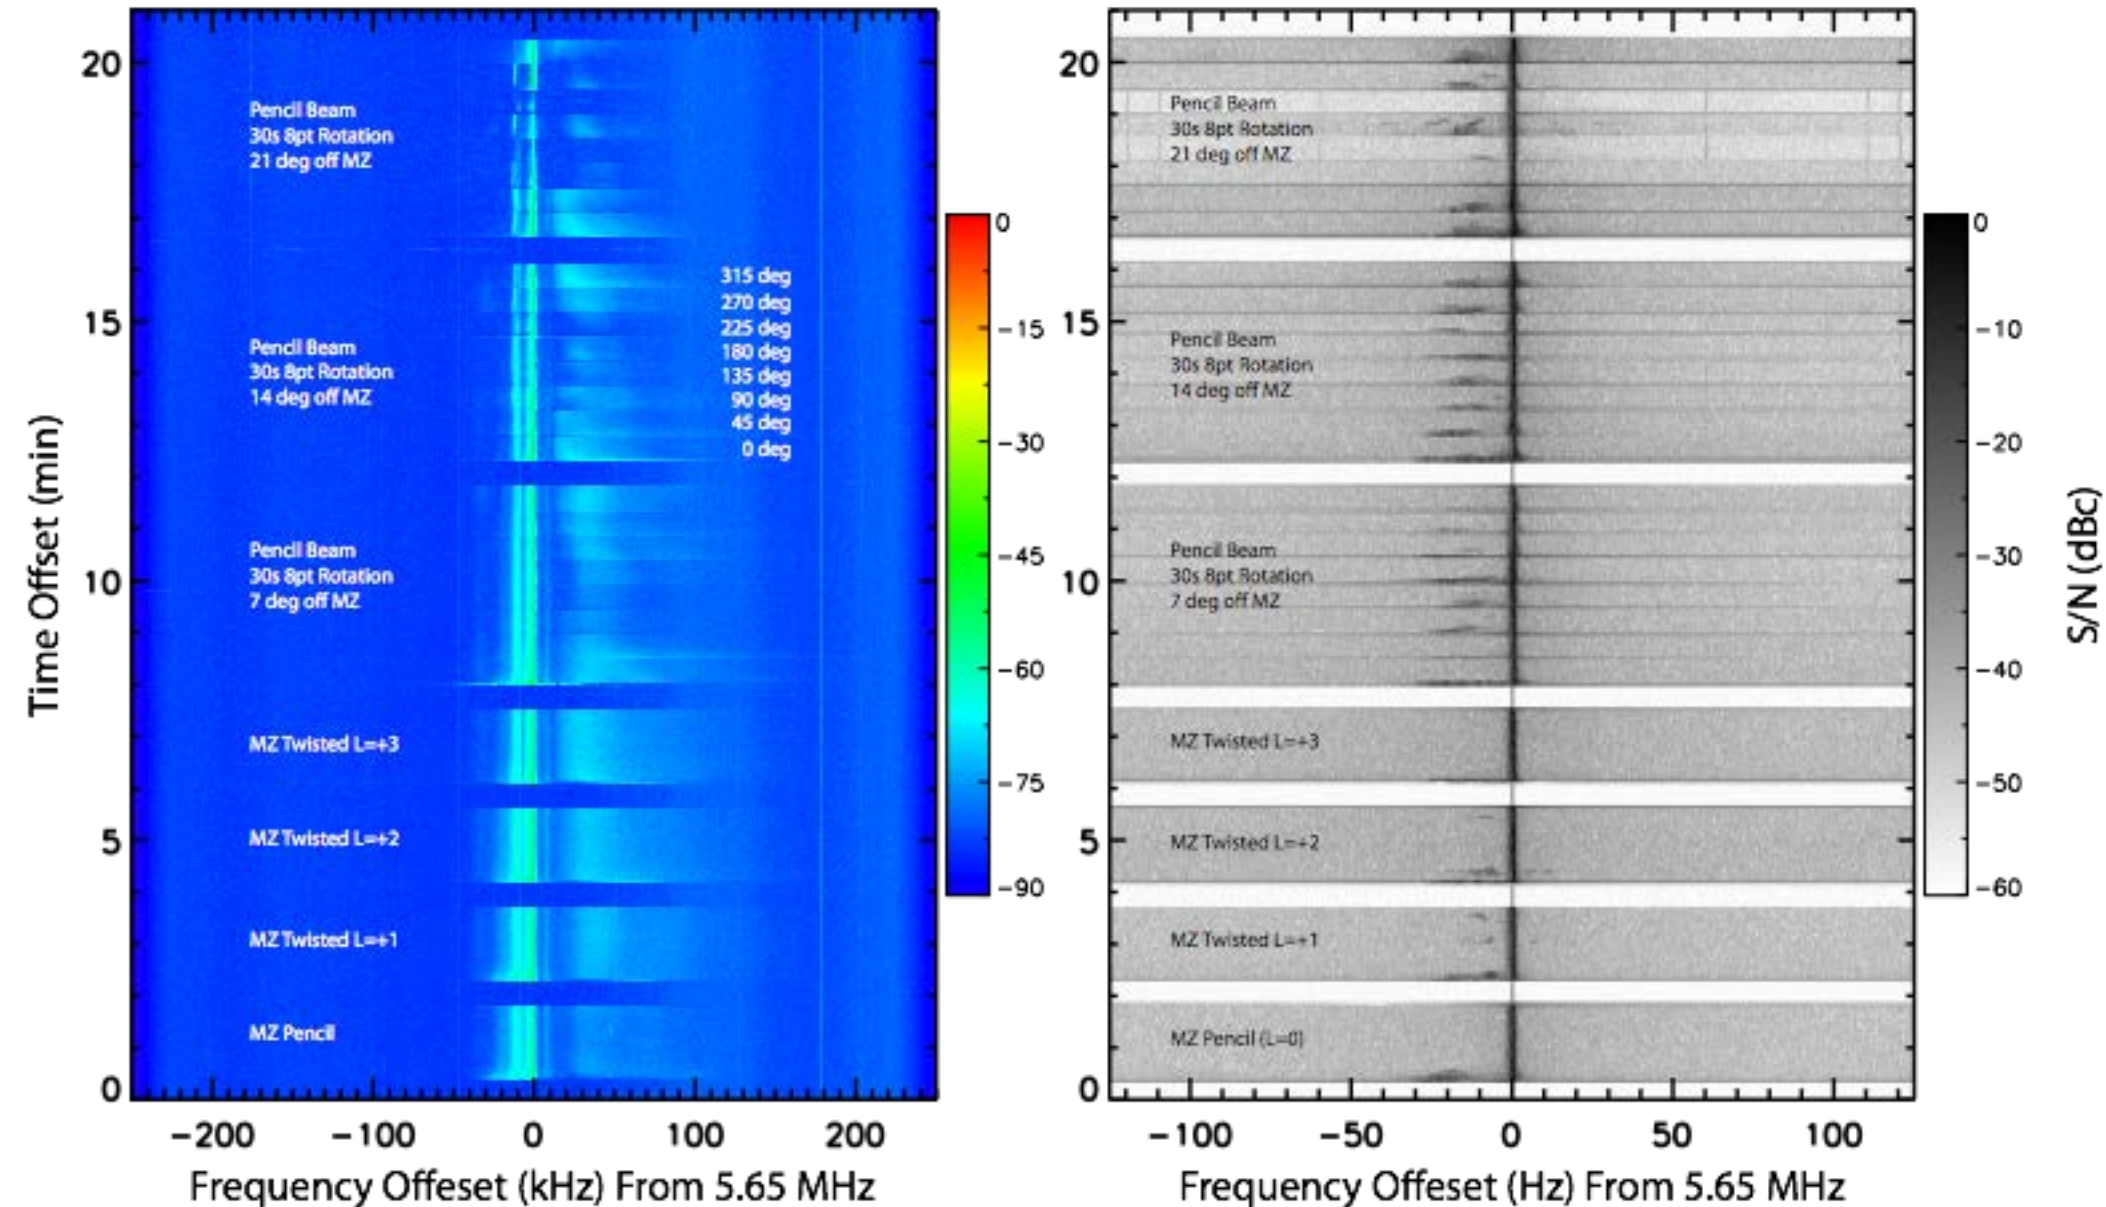 20
15
10
5
0
Time Offset (min)
Pencil Beam
30s 8pt Rotation
21 deg off MZ
Pencil Beam
30s 8pt Rotation
14 deg off MZ
315 deg
270 deg
225 deg
180 deg
135 deg
90 deg
45 deg
0 deg
Pencil Beam
30s 8pt Rotation
7 deg off MZ
MZ Twisted L=+3
MZ Twisted L=+2
MZ Twisted L=+1
MZ Pencil
−200 −100 0 100 200
Frequency Offeset (kHz) From 5.65 MHz
0
−15
−30
−45
−60
−75
−90
20
15
10
5
0
Pencil Beam
30s 8pt Rotation
21 deg off MZ
Pencil Beam
30s 8pt Rotation
14 deg off MZ
Pencil Beam
30s 8pt Rotation
7 deg off MZ
MZ Twisted L=+3
MZ Twisted L=+2
MZ Twisted L=+1
MZ Pencil (L=0)
−100 −50 0 50 100
Frequency Offeset (Hz) From 5.65 MHz
0
−10
−20
−30
−40
−50
−60
S/N (dBc)